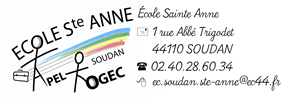 ECOLE Ste ANNE
SOUDAN
APEL OGEC
École Sainte Anne
1 rue Abbé Trigodet
44110 SOUDAN
02.40.28.60.34
ec.soudan.ste-anne@ec44.fr